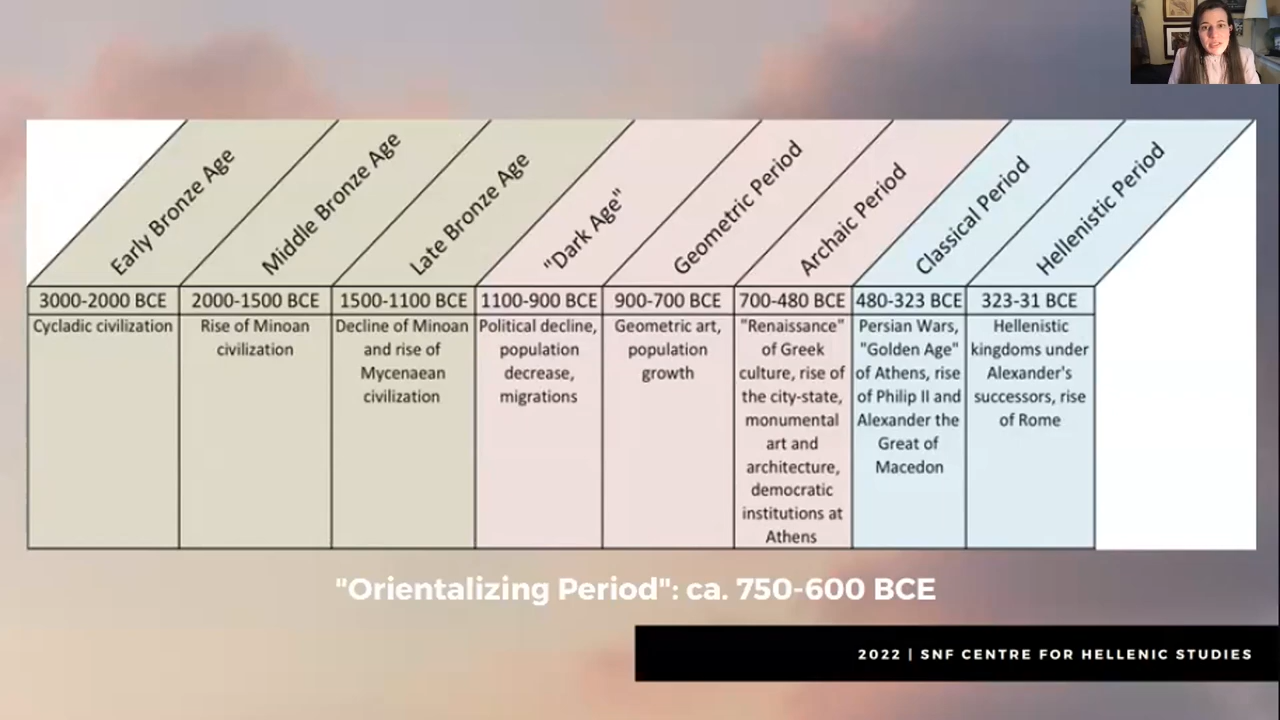 Early Bronze Age
Middle Bronze Age
Late Bronze Age
"Dark Age"
Geometric Period
Archaic Period
Classical Period
Hellenistic Period
3000-2000 BCE
2000-1500 BCE
1500-1100 BCE
1100-900 BCE
900-700 BCE
700-480 BCE
480-323 BCE
323-31 BCE
Cycladic civilization
Rise of Minoan
civilization
Decline of Minoan
and rise of
Mycenaean
civilization
Political decline,
population
decrease,
migrations
Geometric art,
population
growth
"Renaissance"
of Greek
culture, rise of
the city-state,
monumental
art and
architecture,
democratic
institutions at
Athens
Persian Wars,
"Golden Age"
of Athens, rise
of Philip II and
Alexander the
Great of
Macedon
Hellenistic
kingdoms under
Alexander's
successors, rise
of Rome
"Orientalizing Period": ca. 750-600 BCE
2022 | SNF CENTRE FOR HELLENIC STUDIES